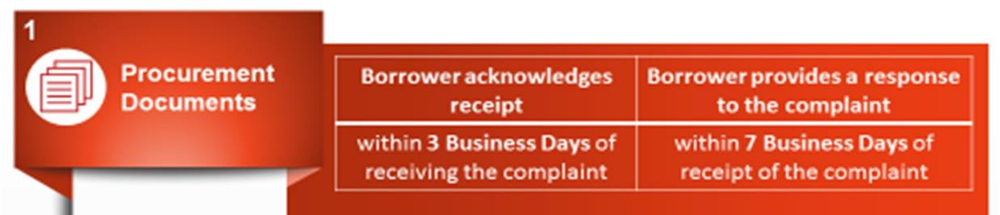 1
Procurement
Documents
Borrower acknowledges
receipt
Borrower provides a response
to the complaint
within 3 Business Days of
receiving the complaint
within 7 Business Days of
receipt of the complaint